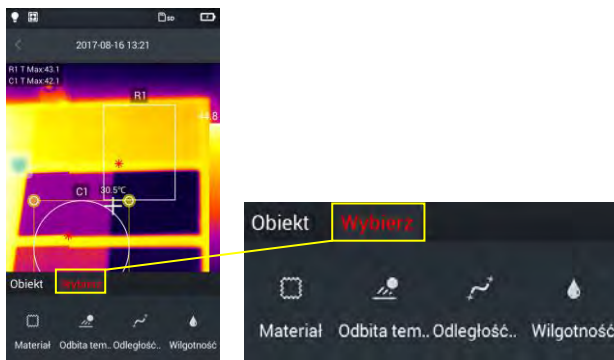 SD
2017-08-16 13:21
R1 T Max:43.1
C1 T Max:42.1
R1
44.8
C1
30.5°C
Obiekt Wybierz
Materiał Odbita tem.. Odległość.. Wilgotność
Obiekt Wybierz
Materiał Odbita tem.. Odległość.. Wilgotność